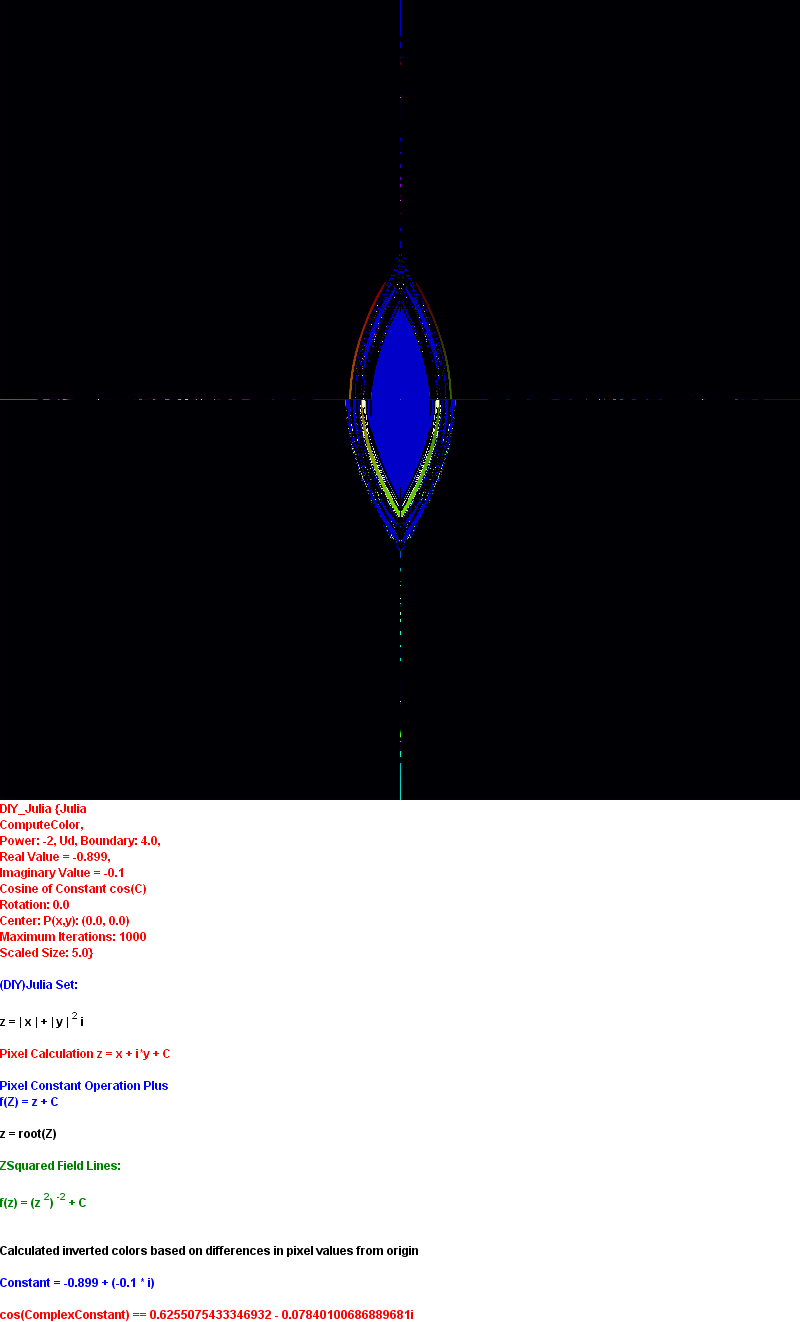 DIY_Julia {Julia
ComputeColor,
Power: -2, Ud, Boundary: 4.0,
Real Value = -0.899,
Imaginary Value = -0.1
Cosine of Constant cos(C)
Rotation: 0.0
Center: P(x,y): (0.0, 0.0)
Maximum Iterations: 1000
Scaled Size: 5.0}
(DIY)Julia Set:
z = | x | + | y | 2 i
Pixel Calculation z = x + i*y + C
Pixel Constant Operation Plus
f(Z) = z + C
z = root(Z)
ZSquared Field Lines:
f(z) = (z 2) -2 + C
Calculated inverted colors based on differences in pixel values from origin
Constant = -0.899 + (-0.1 * i)
cos(ComplexConstant) == 0.6255075433346932 - 0.07840100686889681i